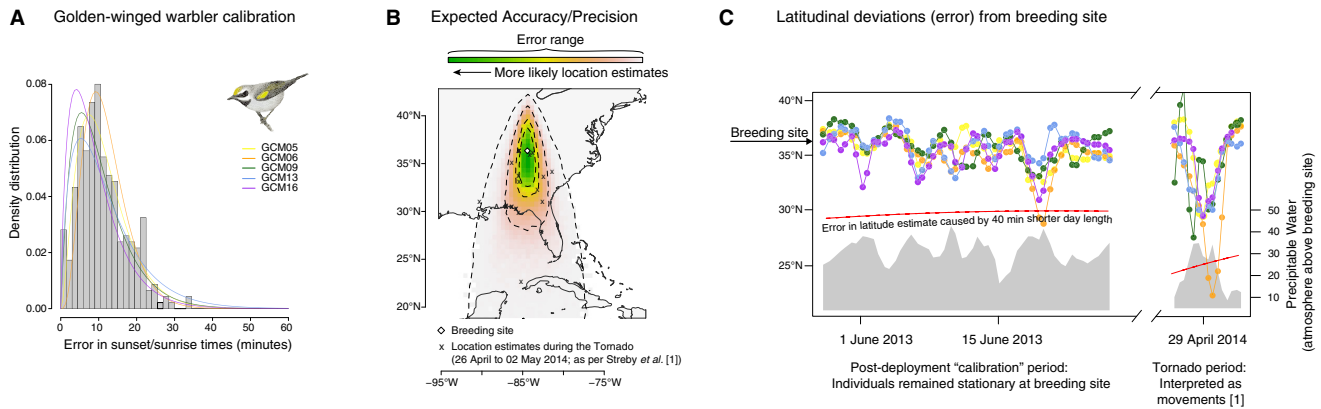 A Golden-winged warbler calibration
0.08
0.06
0.04
0.02
0.00
Density distribution
GCM05
GCM06
GCM09
GCM13
GCM16
0 10 20 30 40 50 60
Error in sunset/sunrise times (minutes)
B Expected Accuracy/Precision
Error range
More likely location estimates
40°N
35°N
30°N
25°N
20°N
Breeding site
x Location estimates during the Tornado
(26 April to 02 May 2014; as per Streby et al. [1])
−95°W −85°W −75°W
C Latitudinal deviations (error) from breeding site
40°N
Breeding site
35°N
30°N
25°N
Error in latitude estimate caused by 40 min shorter day length
50
40
30
20
10
Precipitable Water
(atmosphere above breeding site)
1 June 2013 15 June 2013 29 April 2014
Post-deployment “calibration” period:
Individuals remained stationary at breeding site
Tornado period:
Interpreted as
movements [1]